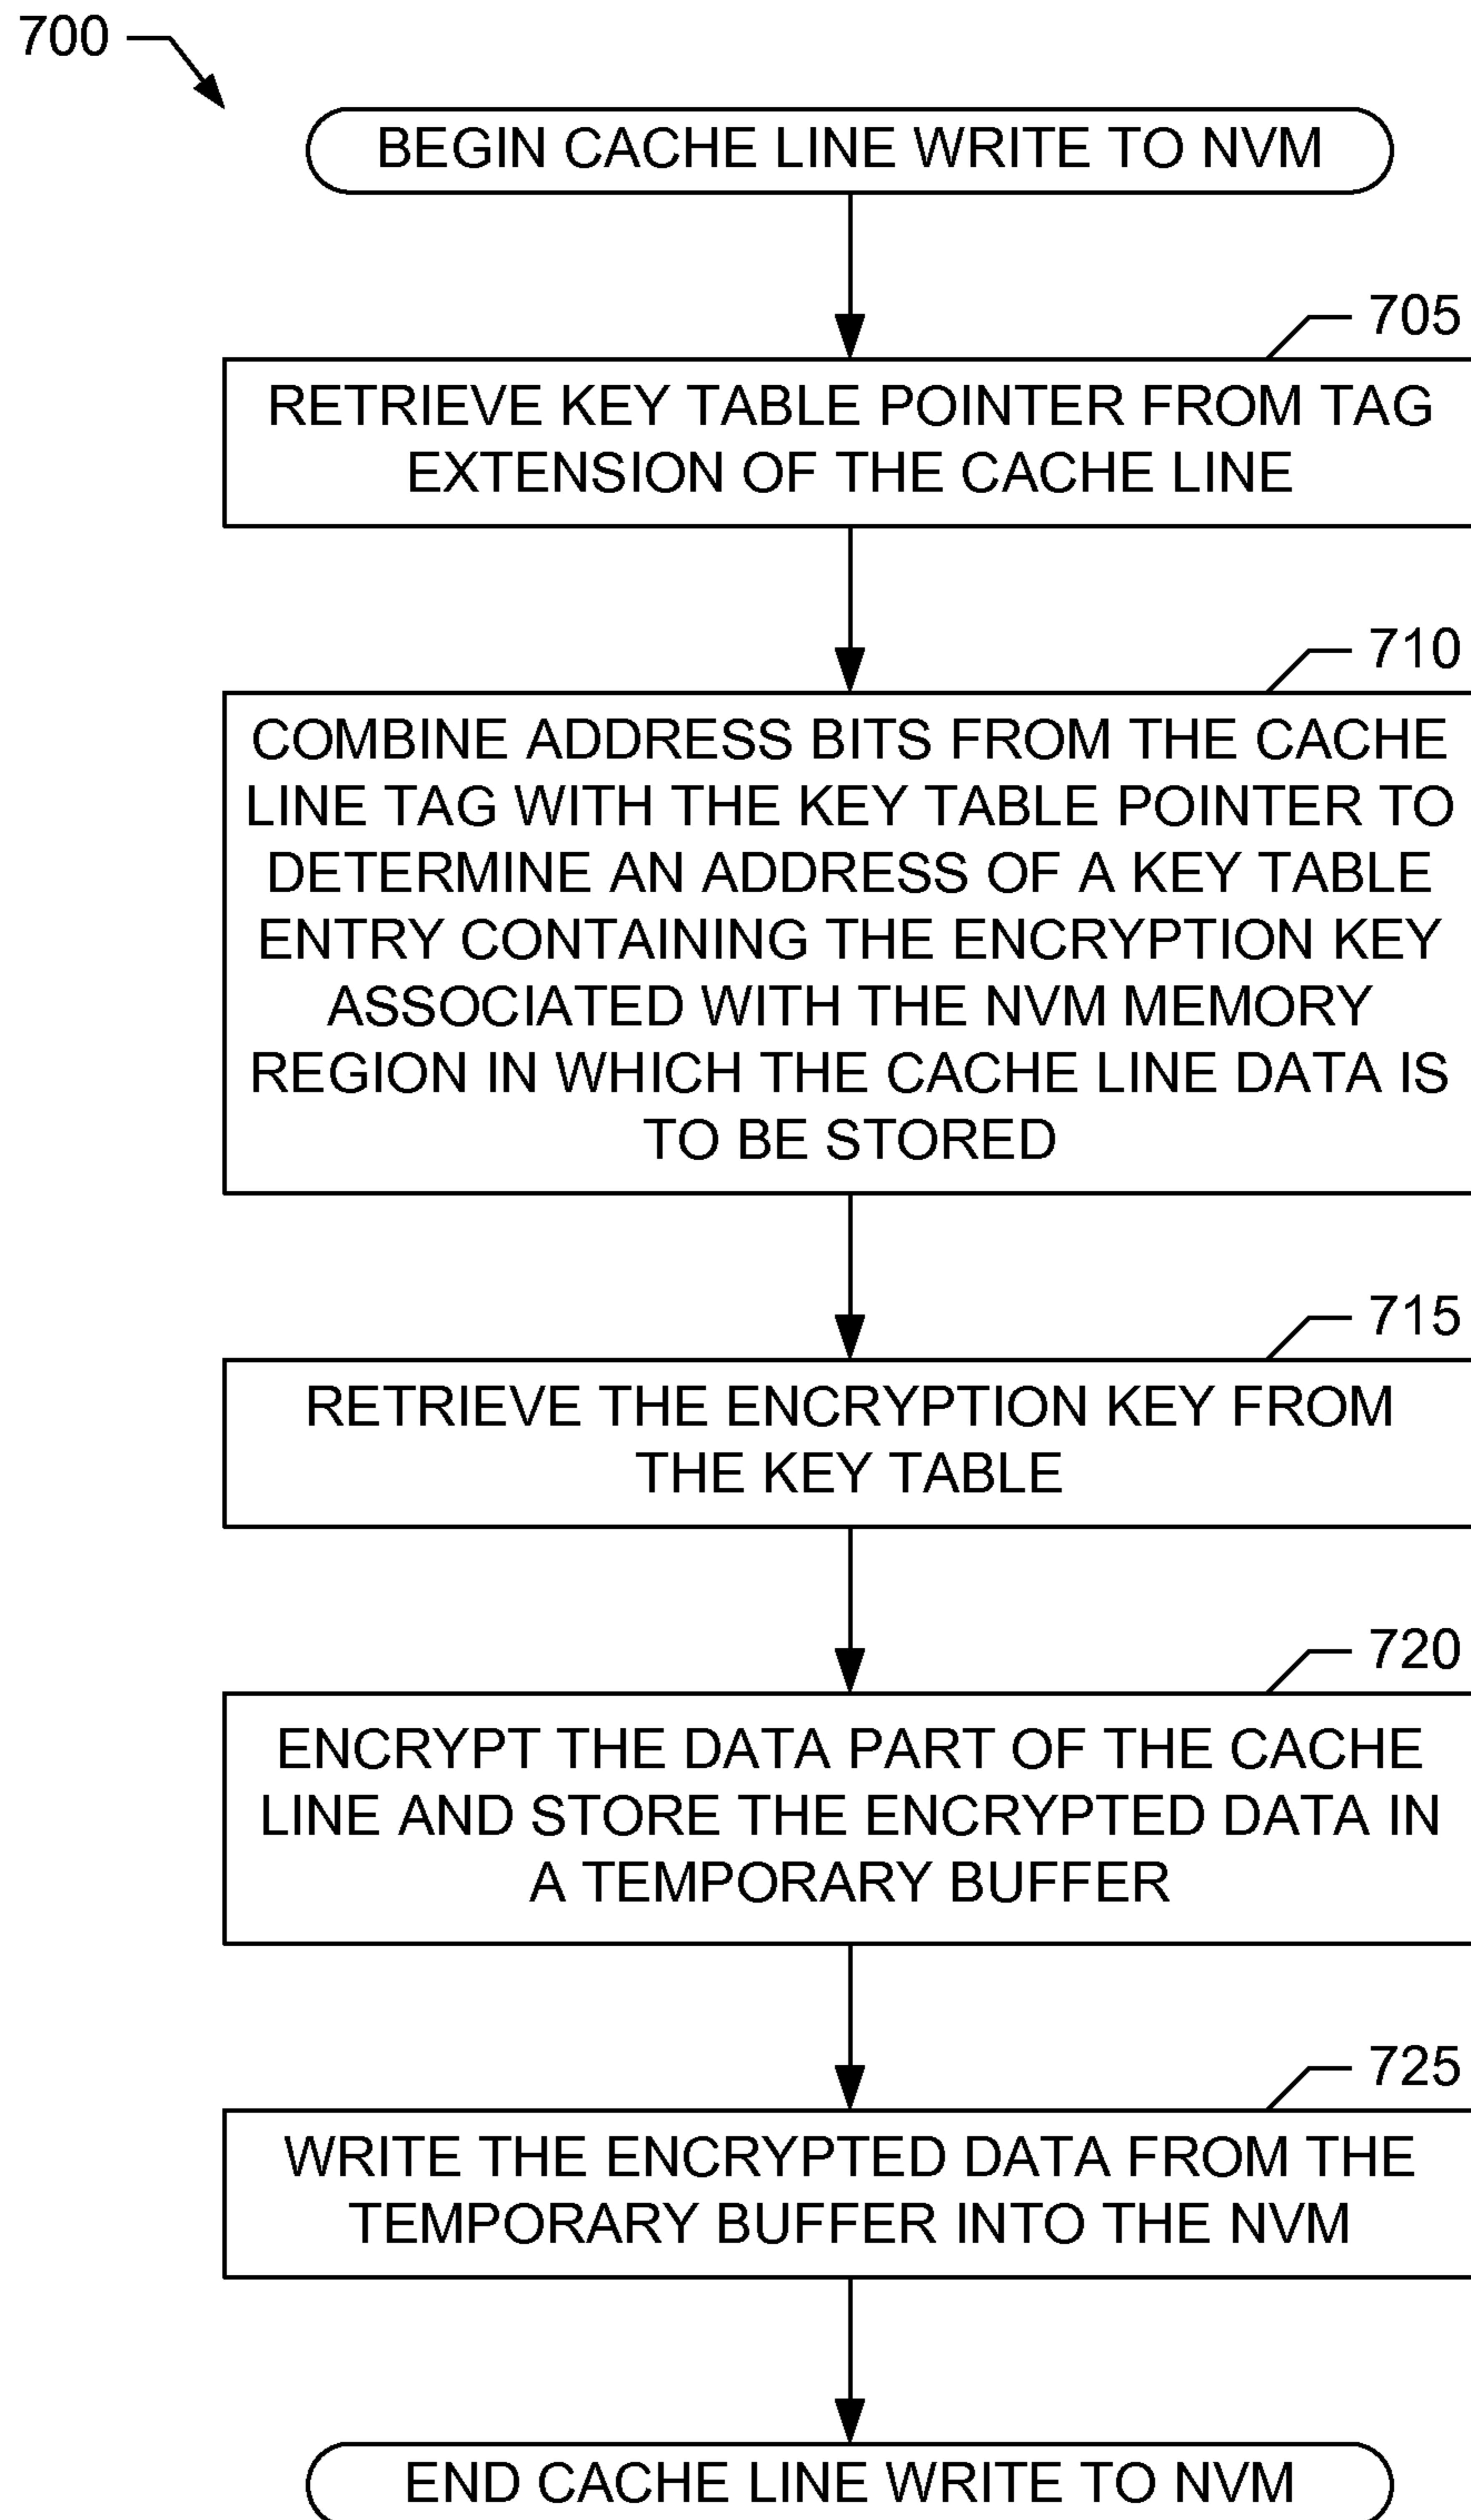 700
BEGIN CACHE LINE WRITE TO NVM
705
RETRIEVE KEY TABLE POINTER FROM TAG
EXTENSION OF THE CACHE LINE
710
COMBINE ADDRESS BITS FROM THE CACHE
LINE TAG WITH THE KEY TABLE POINTER TO
DETERMINE AN ADDRESS OF A KEY TABLE
ENTRY CONTAINING THE ENCRYPTION KEY
ASSOCIATED WITH THE NVM MEMORY
REGION IN WHICH THE CACHE LINE DATA IS
TO BE STORED
715
RETRIEVE THE ENCRYPTION KEY FROM
THE KEY TABLE
720
ENCRYPT THE DATA PART OF THE CACHE
LINE AND STORE THE ENCRYPTED DATA IN
A TEMPORARY BUFFER
725
WRITE THE ENCRYPTED DATA FROM THE
TEMPORARY BUFFER INTO THE NVM
END CACHE LINE WRITE TO NVM